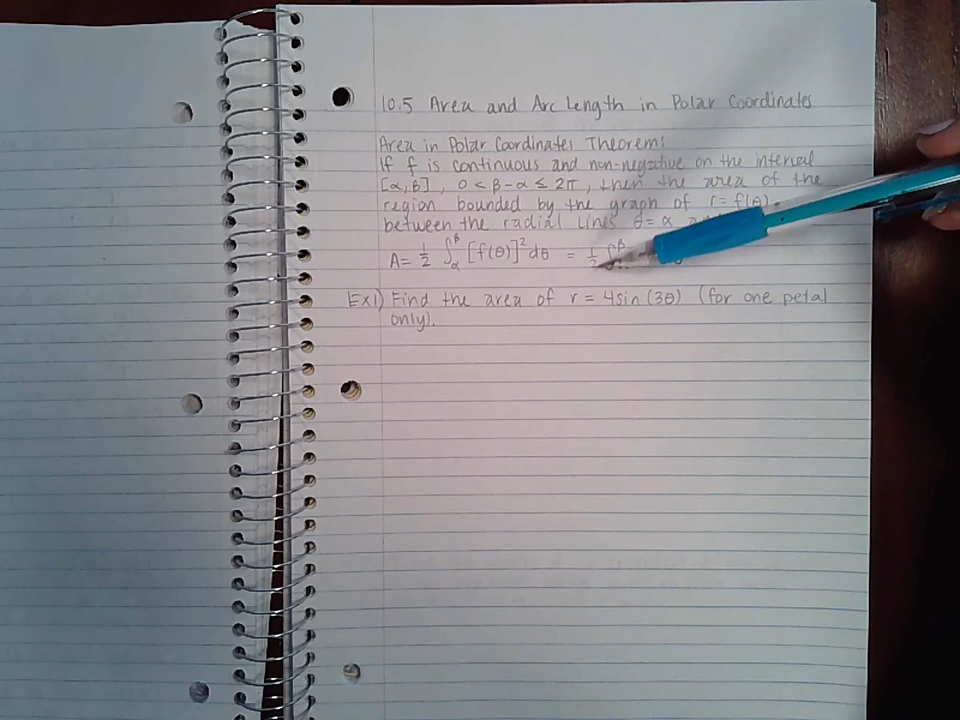 10.5 Area and Arc Length in Polar Coordinates
Area in Polar Coordinates Theorem:
If f is continuous and non-negative on the interval
[α,β], 0 < β-α ≤ 2π, then the area of the
region bounded by the graph of r = f(θ)
between the radial lines θ = α
A = 1/2 ∫_α^β [f(θ)]² dθ = 1/2 ∫^β
Ex1) Find the area of r = 4sin(3θ) (for one petal
only).